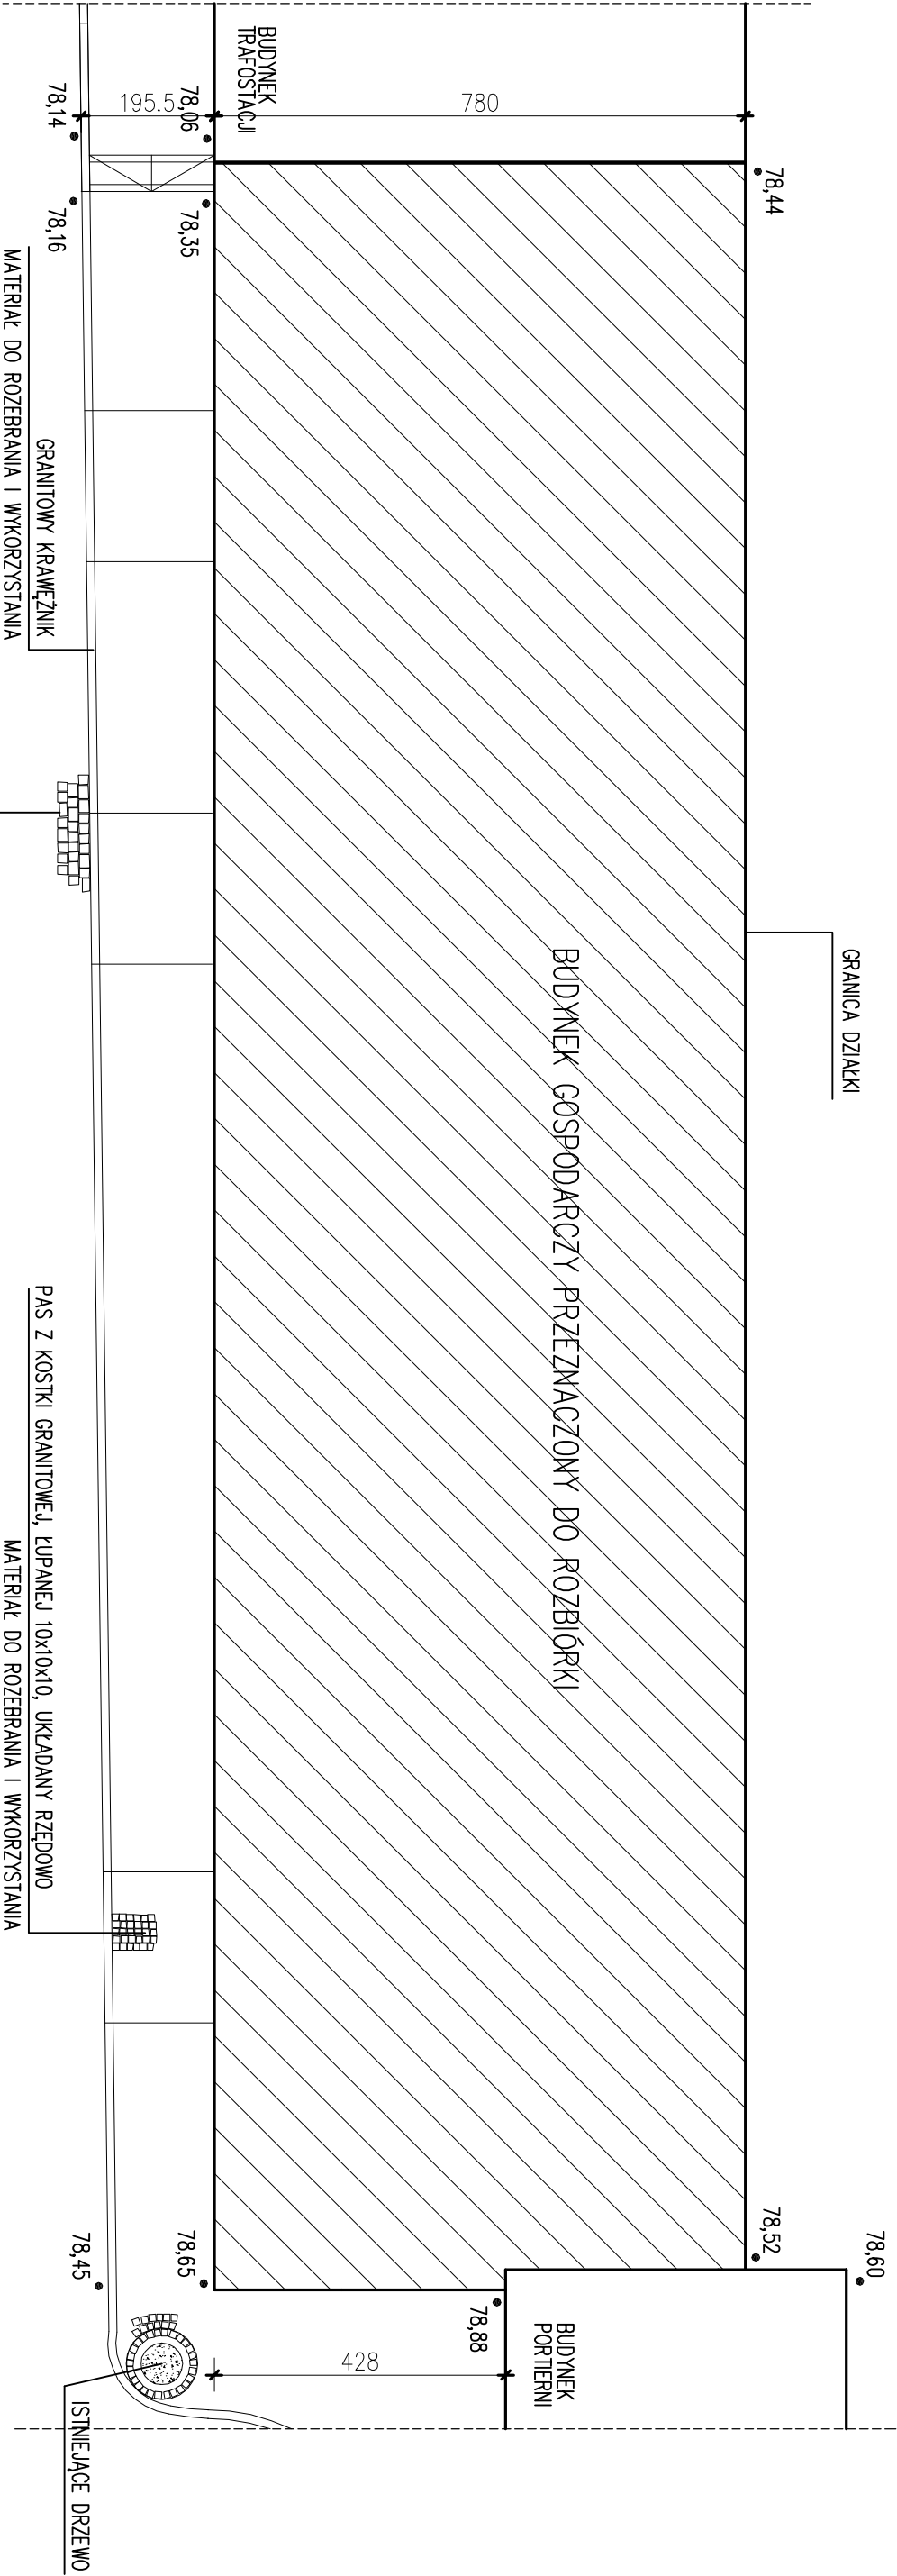 GRANICA DZIAŁKI
78,44
78,52
78,60
BUDYNEK
TRAFOSTACJI
780
BUDYNEK GOSPODARCZY PRZEZNACZONY DO ROZBIÓRKI
BUDYNEK
PORTIERNI
78,88
428
78,06
78,35
78,65
195.5
78,14
78,16
78,45
GRANITOWY KRAWĘŻNIK
MATERIAŁ DO ROZEBRANIA I WYKORZYSTANIA
PAS Z KOSTKI GRANITOWEJ, ŁUPANEJ 10x10x10, UKŁADANY RZĘDOWO
MATERIAŁ DO ROZEBRANIA I WYKORZYSTANIA
ISTNIEJĄCE DRZEWO